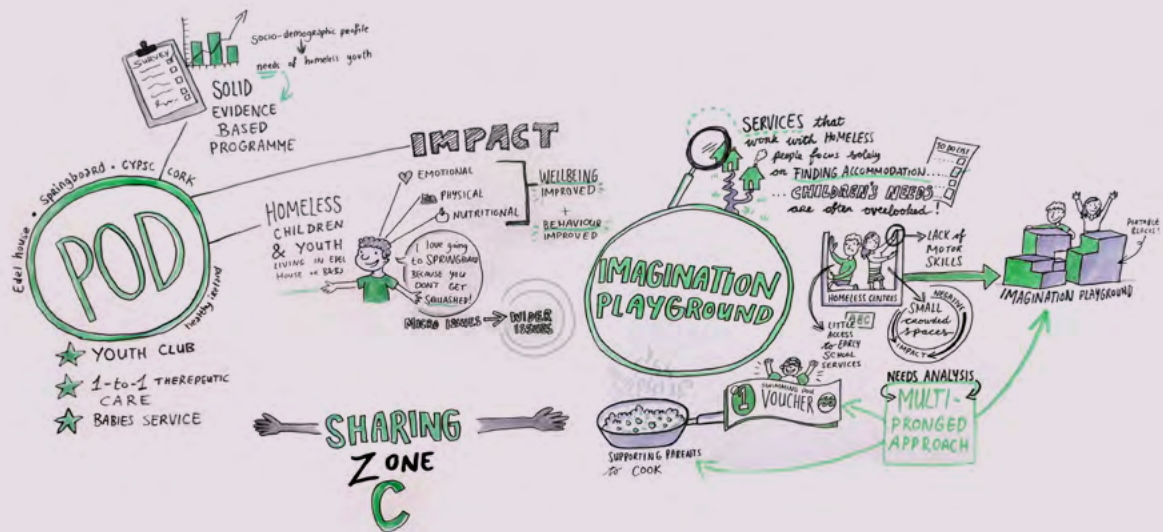 SURVEY
socio-demographic profile
needs of homeless youth
SOLID
EVIDENCE
BASED
PROGRAMME
Edel house • Springboard • CYPSC CORK
healthy ireland
POD
YOUTH CLUB
1-to-1 THEREPEUTIC
CARE
BABIES SERVICE
IMPACT
EMOTIONAL
PHYSICAL
NUTRITIONAL
WELLBEING
IMPROVED
+
BEHAVIOUR
IMPROVED
HOMELESS
CHILDREN
& YOUTH
LIVING IN EDEL
HOUSE or B&Bs
I love going
to SPRINGBOARD
BECAUSE you
DON'T GET
SQUASHED!
MICRO ISSUES
WIDER
ISSUES
SHARING
ZONE
C
SERVICES that
work with HOMELESS
people focus solely
on FINDING ACCOMMODATION...
... CHILDREN'S NEEDS
are often overlooked!
TO DO LIST
IMAGINATION
PLAYGROUND
LACK of
MOTOR
SKILLS
HOMELESS CENTRES
ABC
LITTLE
ACCESS
to EARLY
SCHOOL
SERVICES
NEGATIVE
IMPACT
SMALL
crowded
spaces
PORTABLE
BLOCKS!
IMAGINATION PLAYGROUND
NEEDS ANALYSIS
MULTI-
PRONGED
APPROACH
1
SWIMMING POOL
VOUCHER
SUPPORTING PARENTS
to COOK